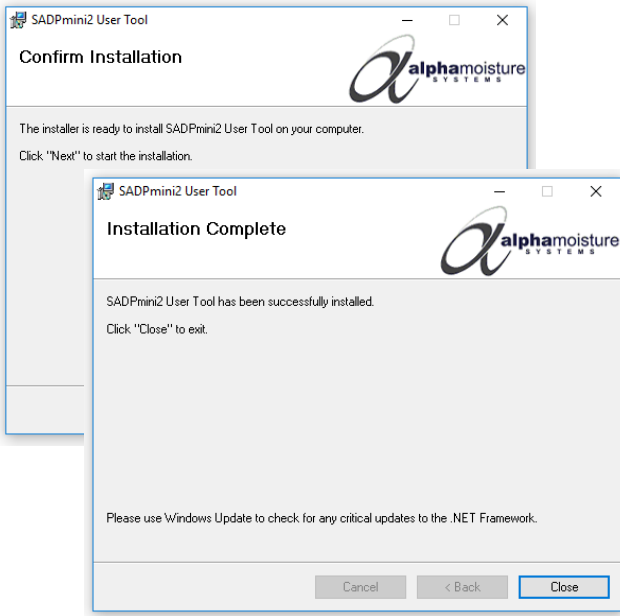 SADPmini2 User Tool
Confirm Installation
alphamoisture
SYSTEMS
The installer is ready to install SADPmini2 User Tool on your computer.
Click "Next" to start the installation.
SADPmini2 User Tool
Installation Complete
alphamoisture
SYSTEMS
SADPmini2 User Tool has been successfully installed.
Click "Close" to exit.
Please use Windows Update to check for any critical updates to the .NET Framework.
Cancel
< Back
Close